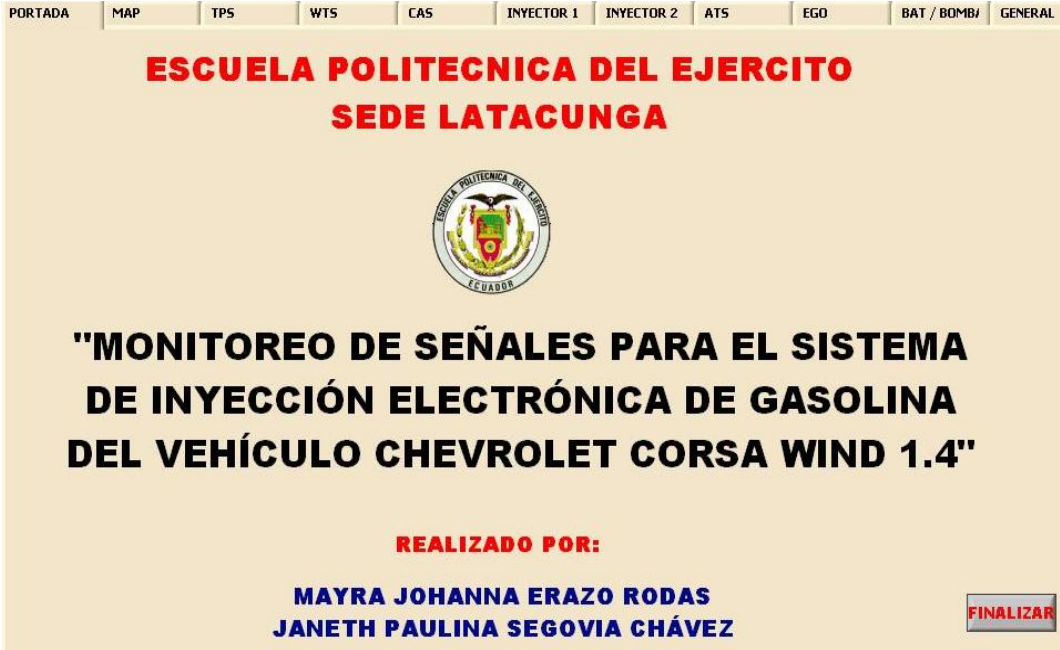 PORTADA MAP TPS WTS CAS INYECTOR 1 INYECTOR 2 ATS EGO BAT / BOMB/ GENERAL
ESCUELA POLITECNICA DEL EJERCITO
SEDE LATACUNGA
ESCUELA POLITECNICA DEL EJERCITO
ECUADOR
"MONITOREO DE SEÑALES PARA EL SISTEMA
DE INYECCIÓN ELECTRÓNICA DE GASOLINA
DEL VEHÍCULO CHEVROLET CORSA WIND 1.4"
REALIZADO POR:
MAYRA JOHANNA ERAZO RODAS
JANETH PAULINA SEGOVIA CHÁVEZ
FINALIZAR